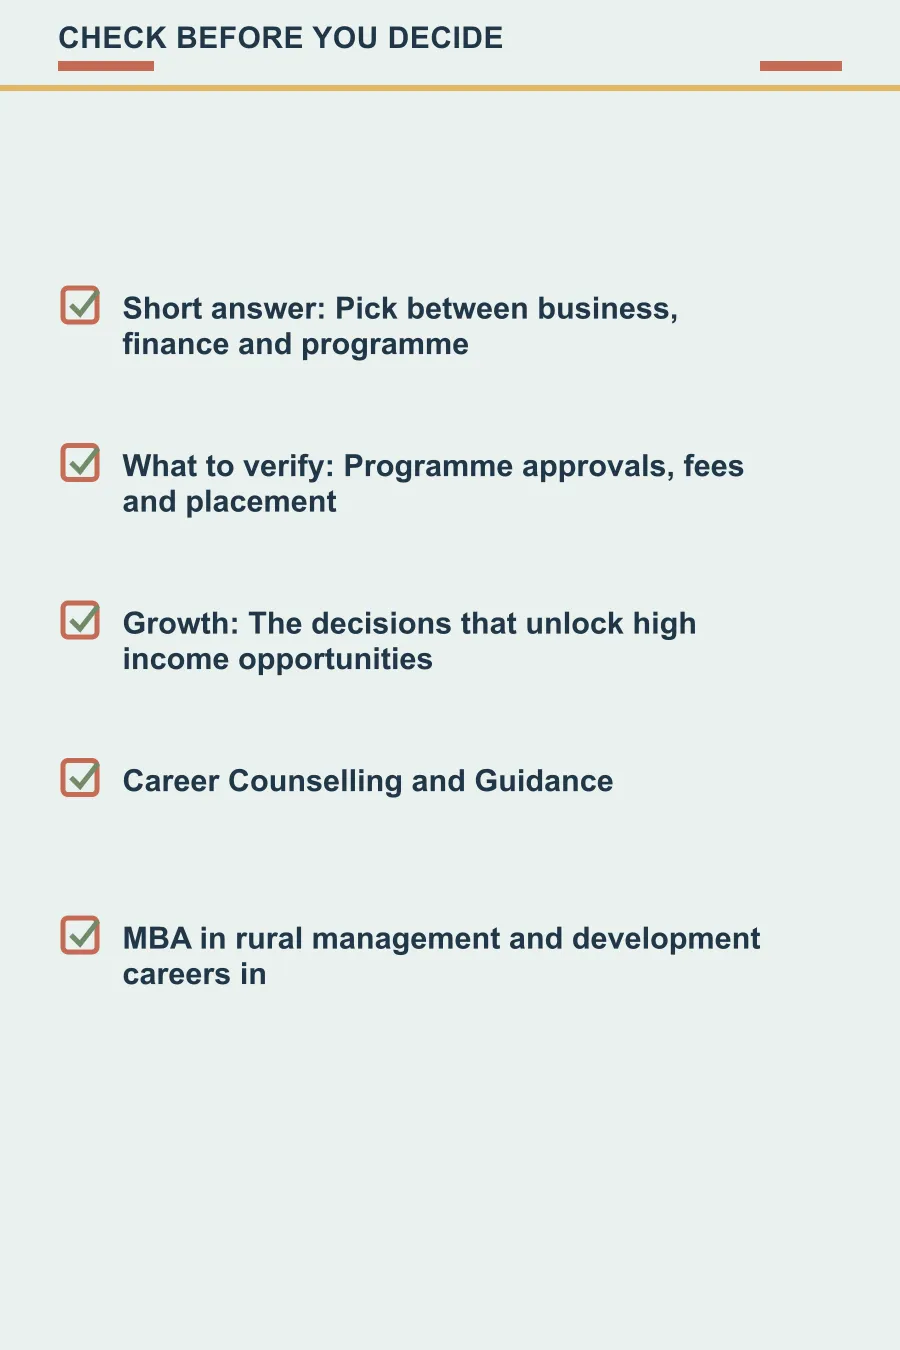 CHECK BEFORE YOU DECIDE
Short answer: Pick between business,
finance and programme
What to verify: Programme approvals, fees
and placement
Growth: The decisions that unlock high
income opportunities
Career Counselling and Guidance
MBA in rural management and development
careers in